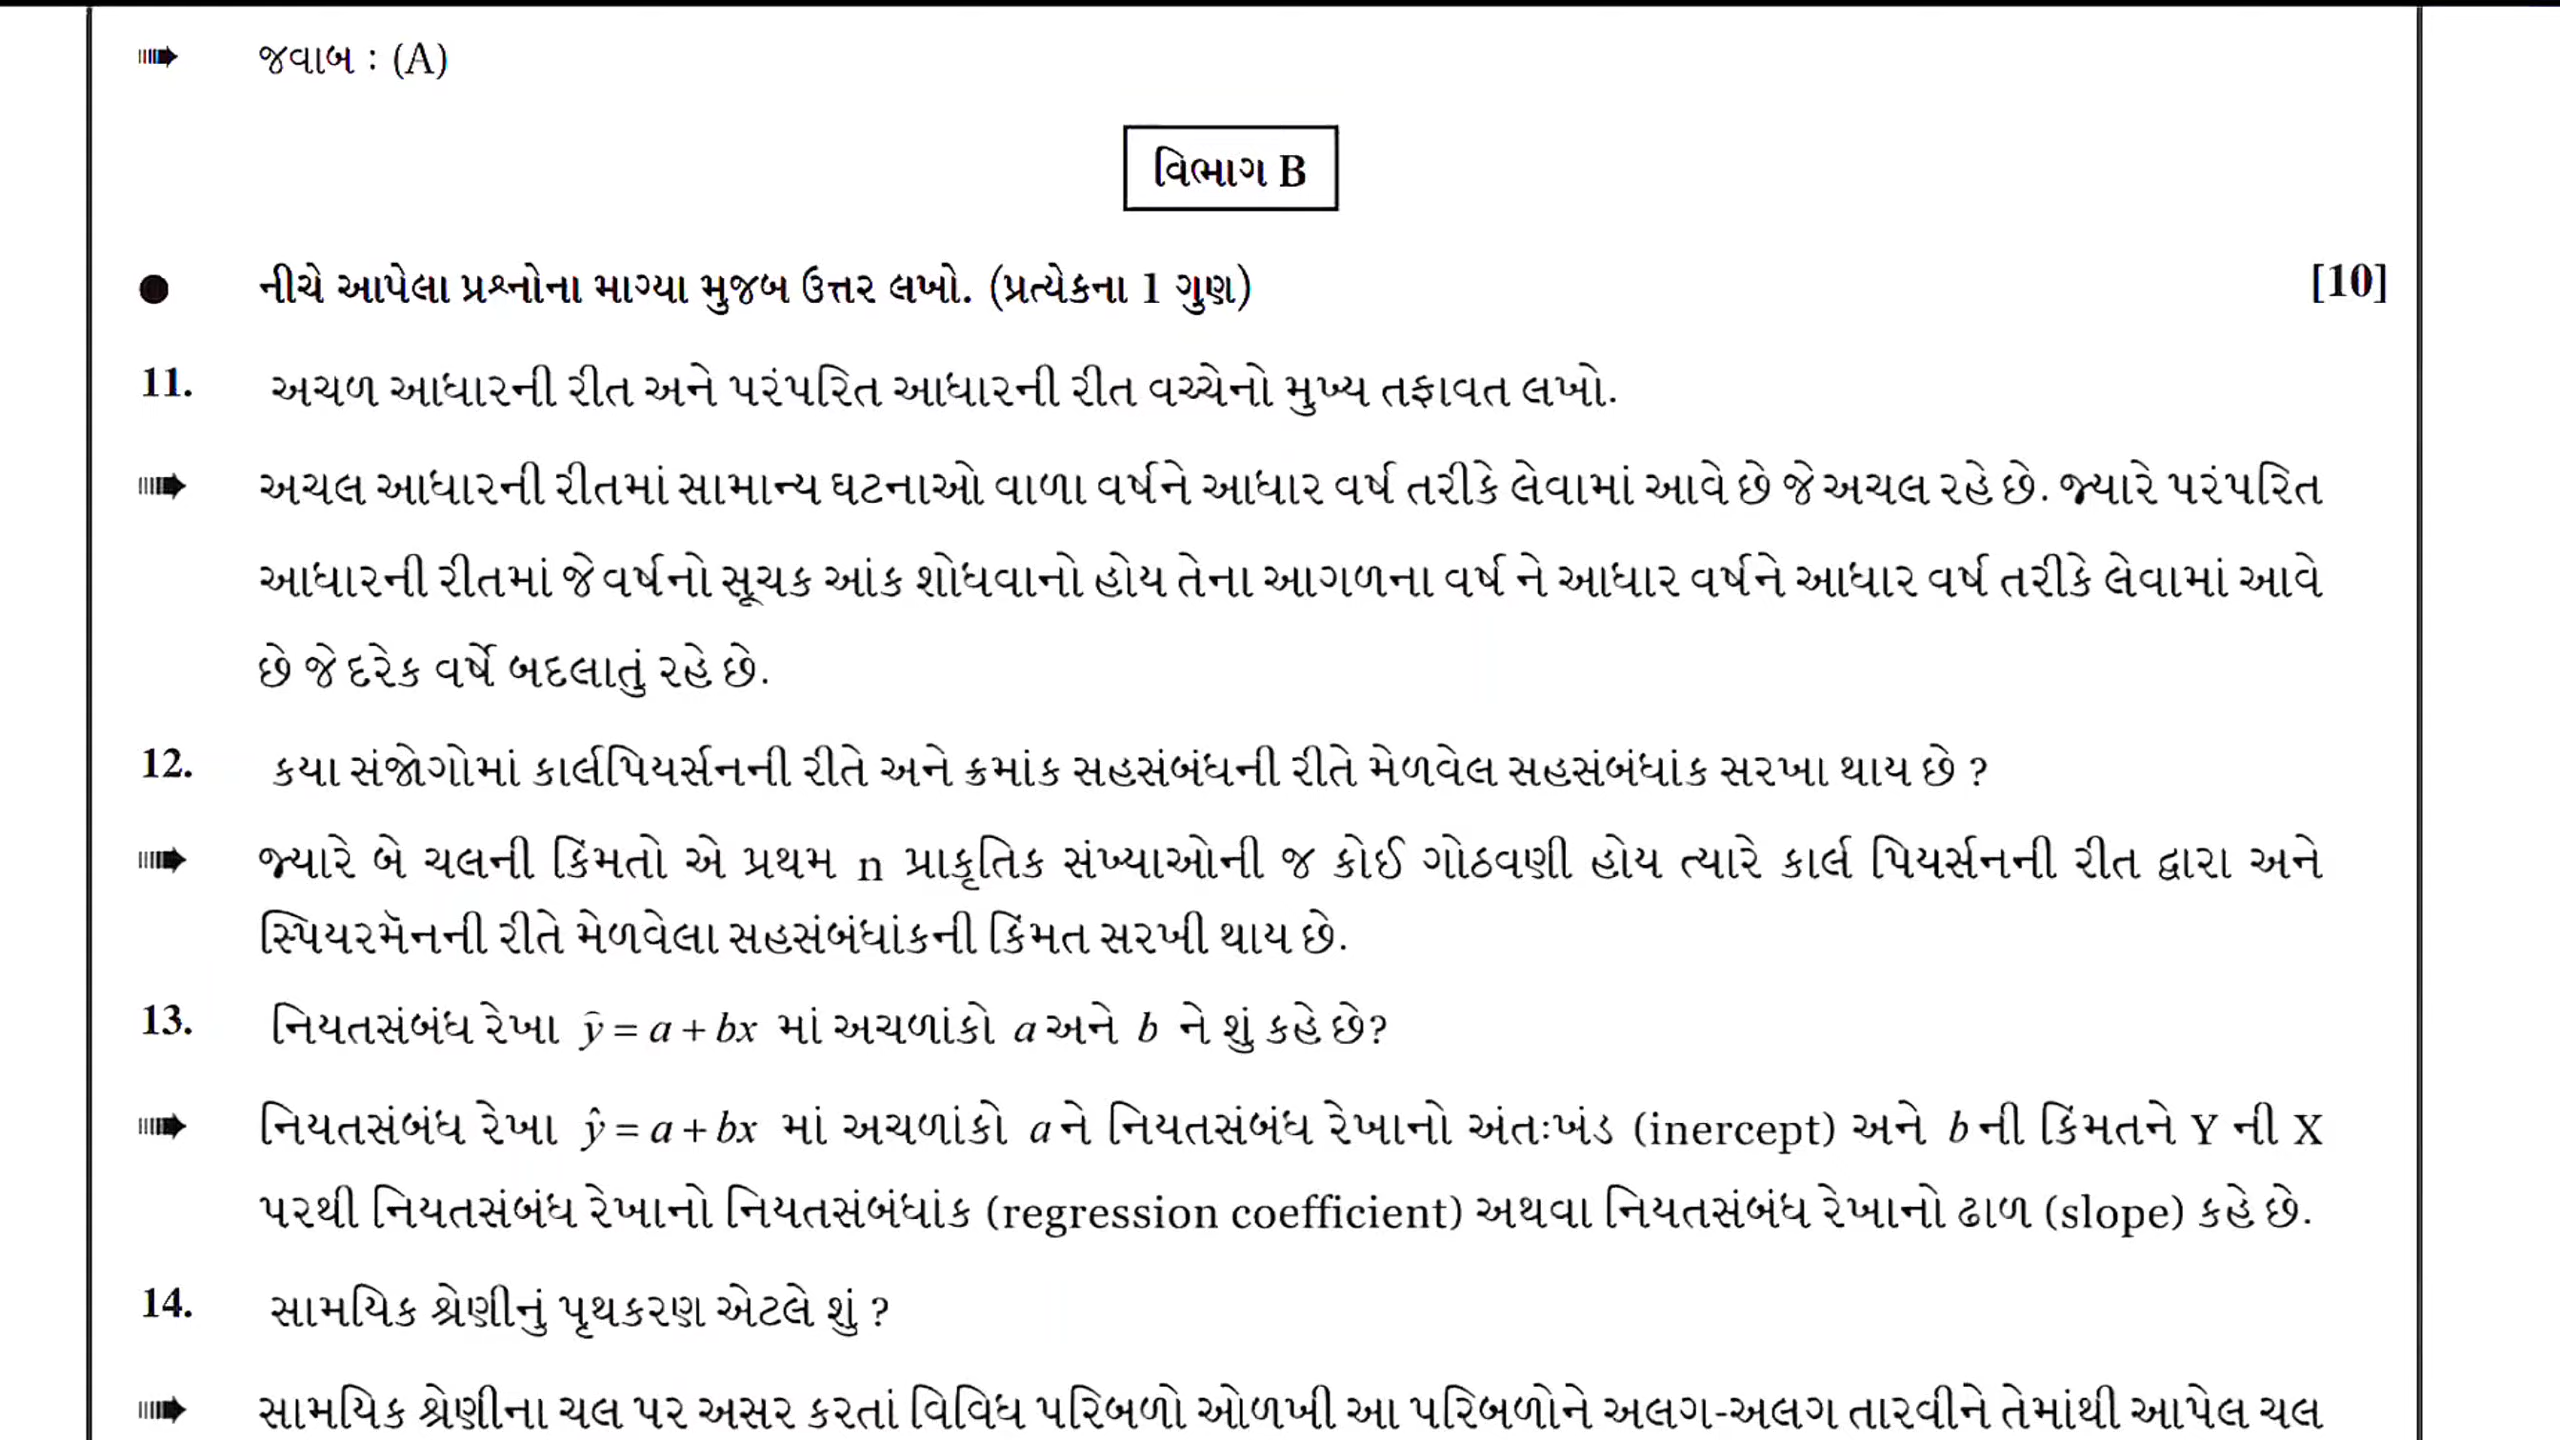 જવાબ : (A)
વિભાગ B
● નીચે આપેલા પ્રશ્નોના માગ્યા મુજબ ઉત્તર લખો. (પ્રત્યેકના 1 ગુણ) [10]
11. અચળ આધારની રીત અને પરંપરિત આધારની રીત વચ્ચેનો મુખ્ય તફાવત લખો.
અચલ આધારની રીતમાં સામાન્ય ઘટનાઓ વાળા વર્ષને આધાર વર્ષ તરીકે લેવામાં આવે છે જે અચલ રહે છે. જ્યારે પરંપરિત
આધારની રીતમાં જે વર્ષનો સૂચક આંક શોધવાનો હોય તેના આગળના વર્ષ ને આધાર વર્ષને આધાર વર્ષ તરીકે લેવામાં આવે
છે જે દરેક વર્ષે બદલાતું રહે છે.
12. કયા સંજોગોમાં કાર્લપિયર્સનની રીતે અને ક્રમાંક સહસંબંધની રીતે મેળવેલ સહસંબંધાંક સરખા થાય છે ?
જ્યારે બે ચલની કિંમતો એ પ્રથમ n પ્રાકૃતિક સંખ્યાઓની જ કોઈ ગોઠવણી હોય ત્યારે કાર્લ પિયર્સનની રીત દ્વારા અને
સ્પિયરમૅનની રીતે મેળવેલા સહસંબંધાંકની કિંમત સરખી થાય છે.
13. નિયતસંબંધ રેખા ȳ = a + bx માં અચળાંકો a અને b ને શું કહે છે?
નિયતસંબંધ રેખા ŷ = a + bx માં અચળાંકો a ને નિયતસંબંધ રેખાનો અંતઃખંડ (inercept) અને b ની કિંમતને Y ની X
પરથી નિયતસંબંધ રેખાનો નિયતસંબંધાંક (regression coefficient) અથવા નિયતસંબંધ રેખાનો ઢાળ (slope) કહે છે.
14. સામયિક શ્રેણીનું પૃથકરણ એટલે શું ?
સામયિક શ્રેણીના ચલ પર અસર કરતાં વિવિધ પરિબળો ઓળખી આ પરિબળોને અલગ-અલગ તારવીને તેમાંથી આપેલ ચલ